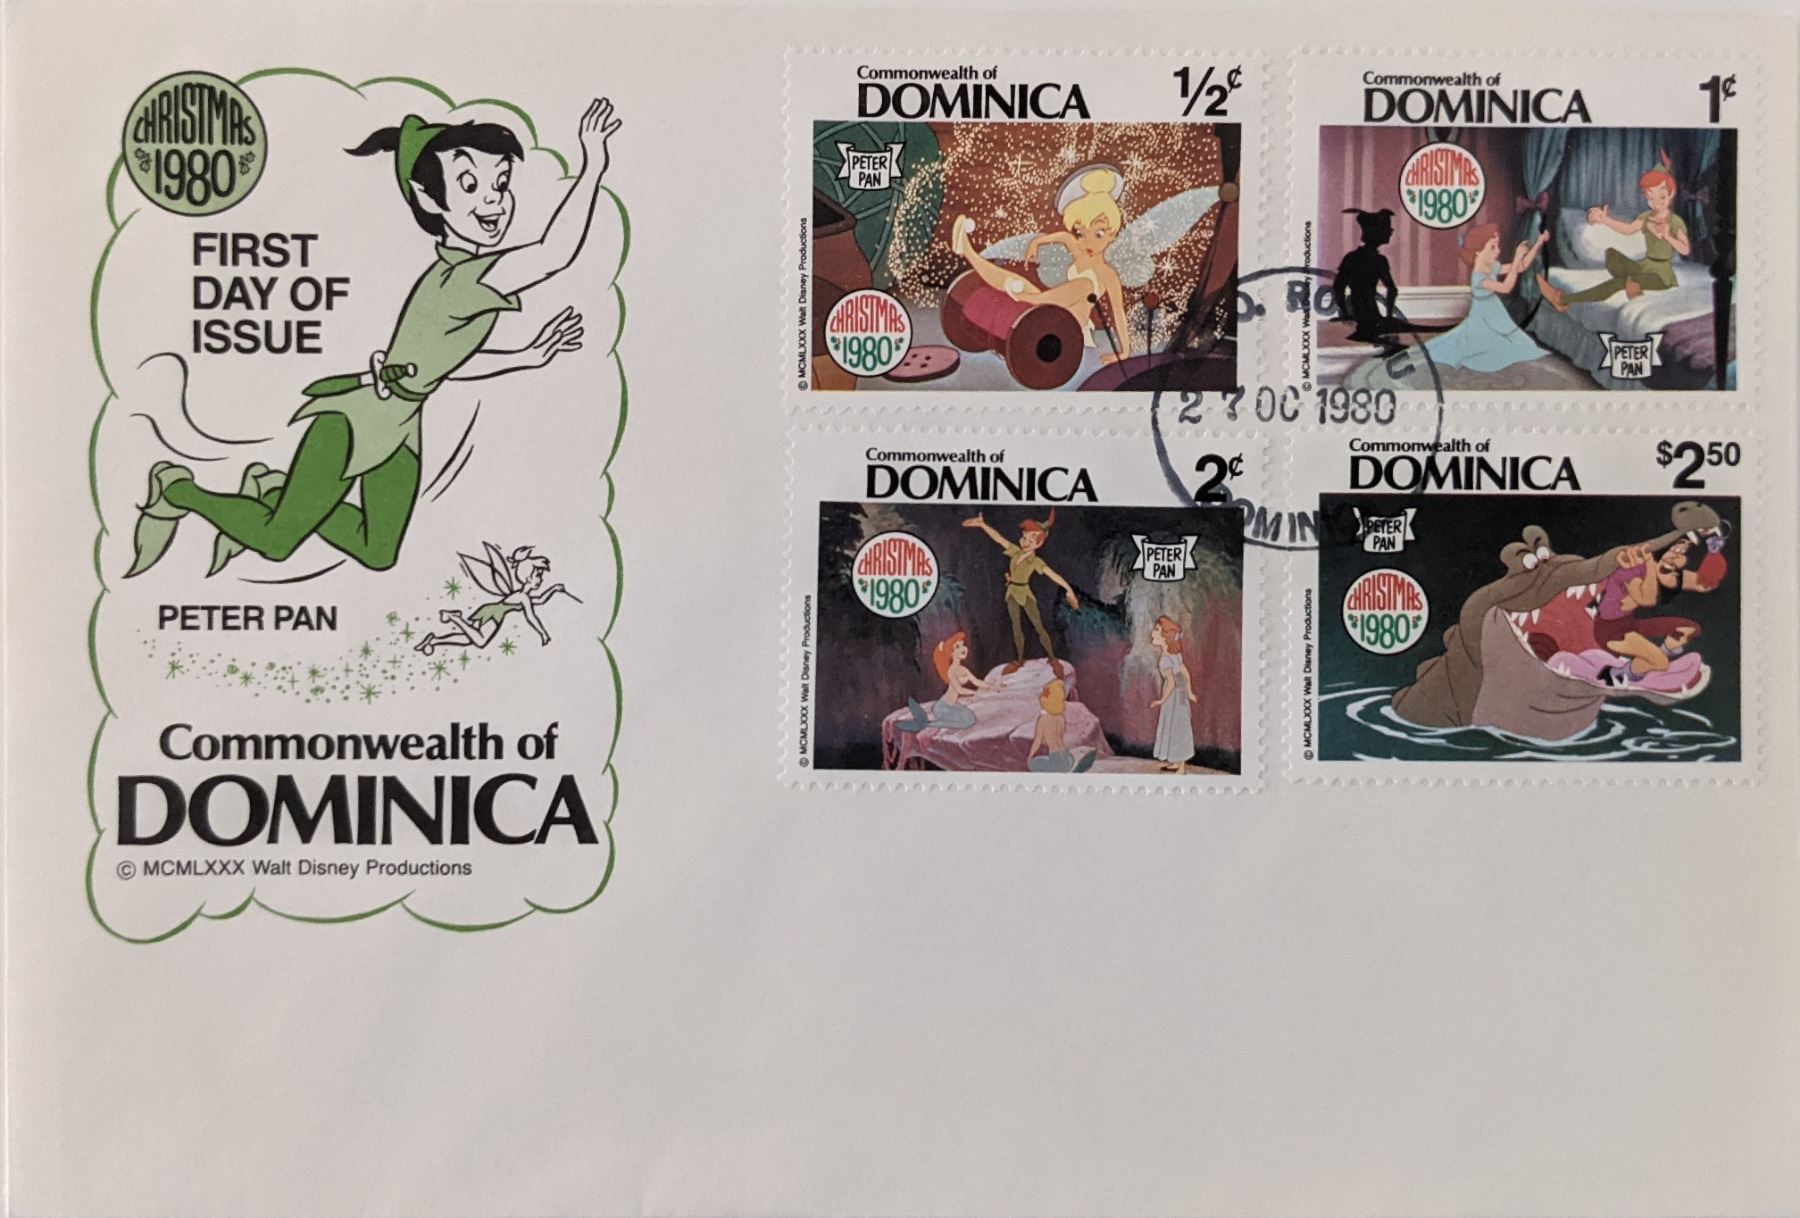 CHRISTMAS
1980
FIRST
DAY OF
ISSUE
PETER PAN
Commonwealth of
DOMINICA
© MCMLXXX Walt Disney Productions
Commonwealth of
DOMINICA
1/2¢
PETER
PAN
CHRISTMAS
1980
© MCMLXXX Walt Disney Productions
Commonwealth of
DOMINICA
1¢
CHRISTMAS
1980
PETER
PAN
© MCMLXXX Walt Disney Productions
27 OC 1980
Commonwealth of
DOMINICA
2¢
CHRISTMAS
1980
PETER
PAN
© MCMLXXX Walt Disney Productions
Commonwealth of
DOMINICA
$2.50
PETER
PAN
CHRISTMAS
1980
© MCMLXXX Walt Disney Productions